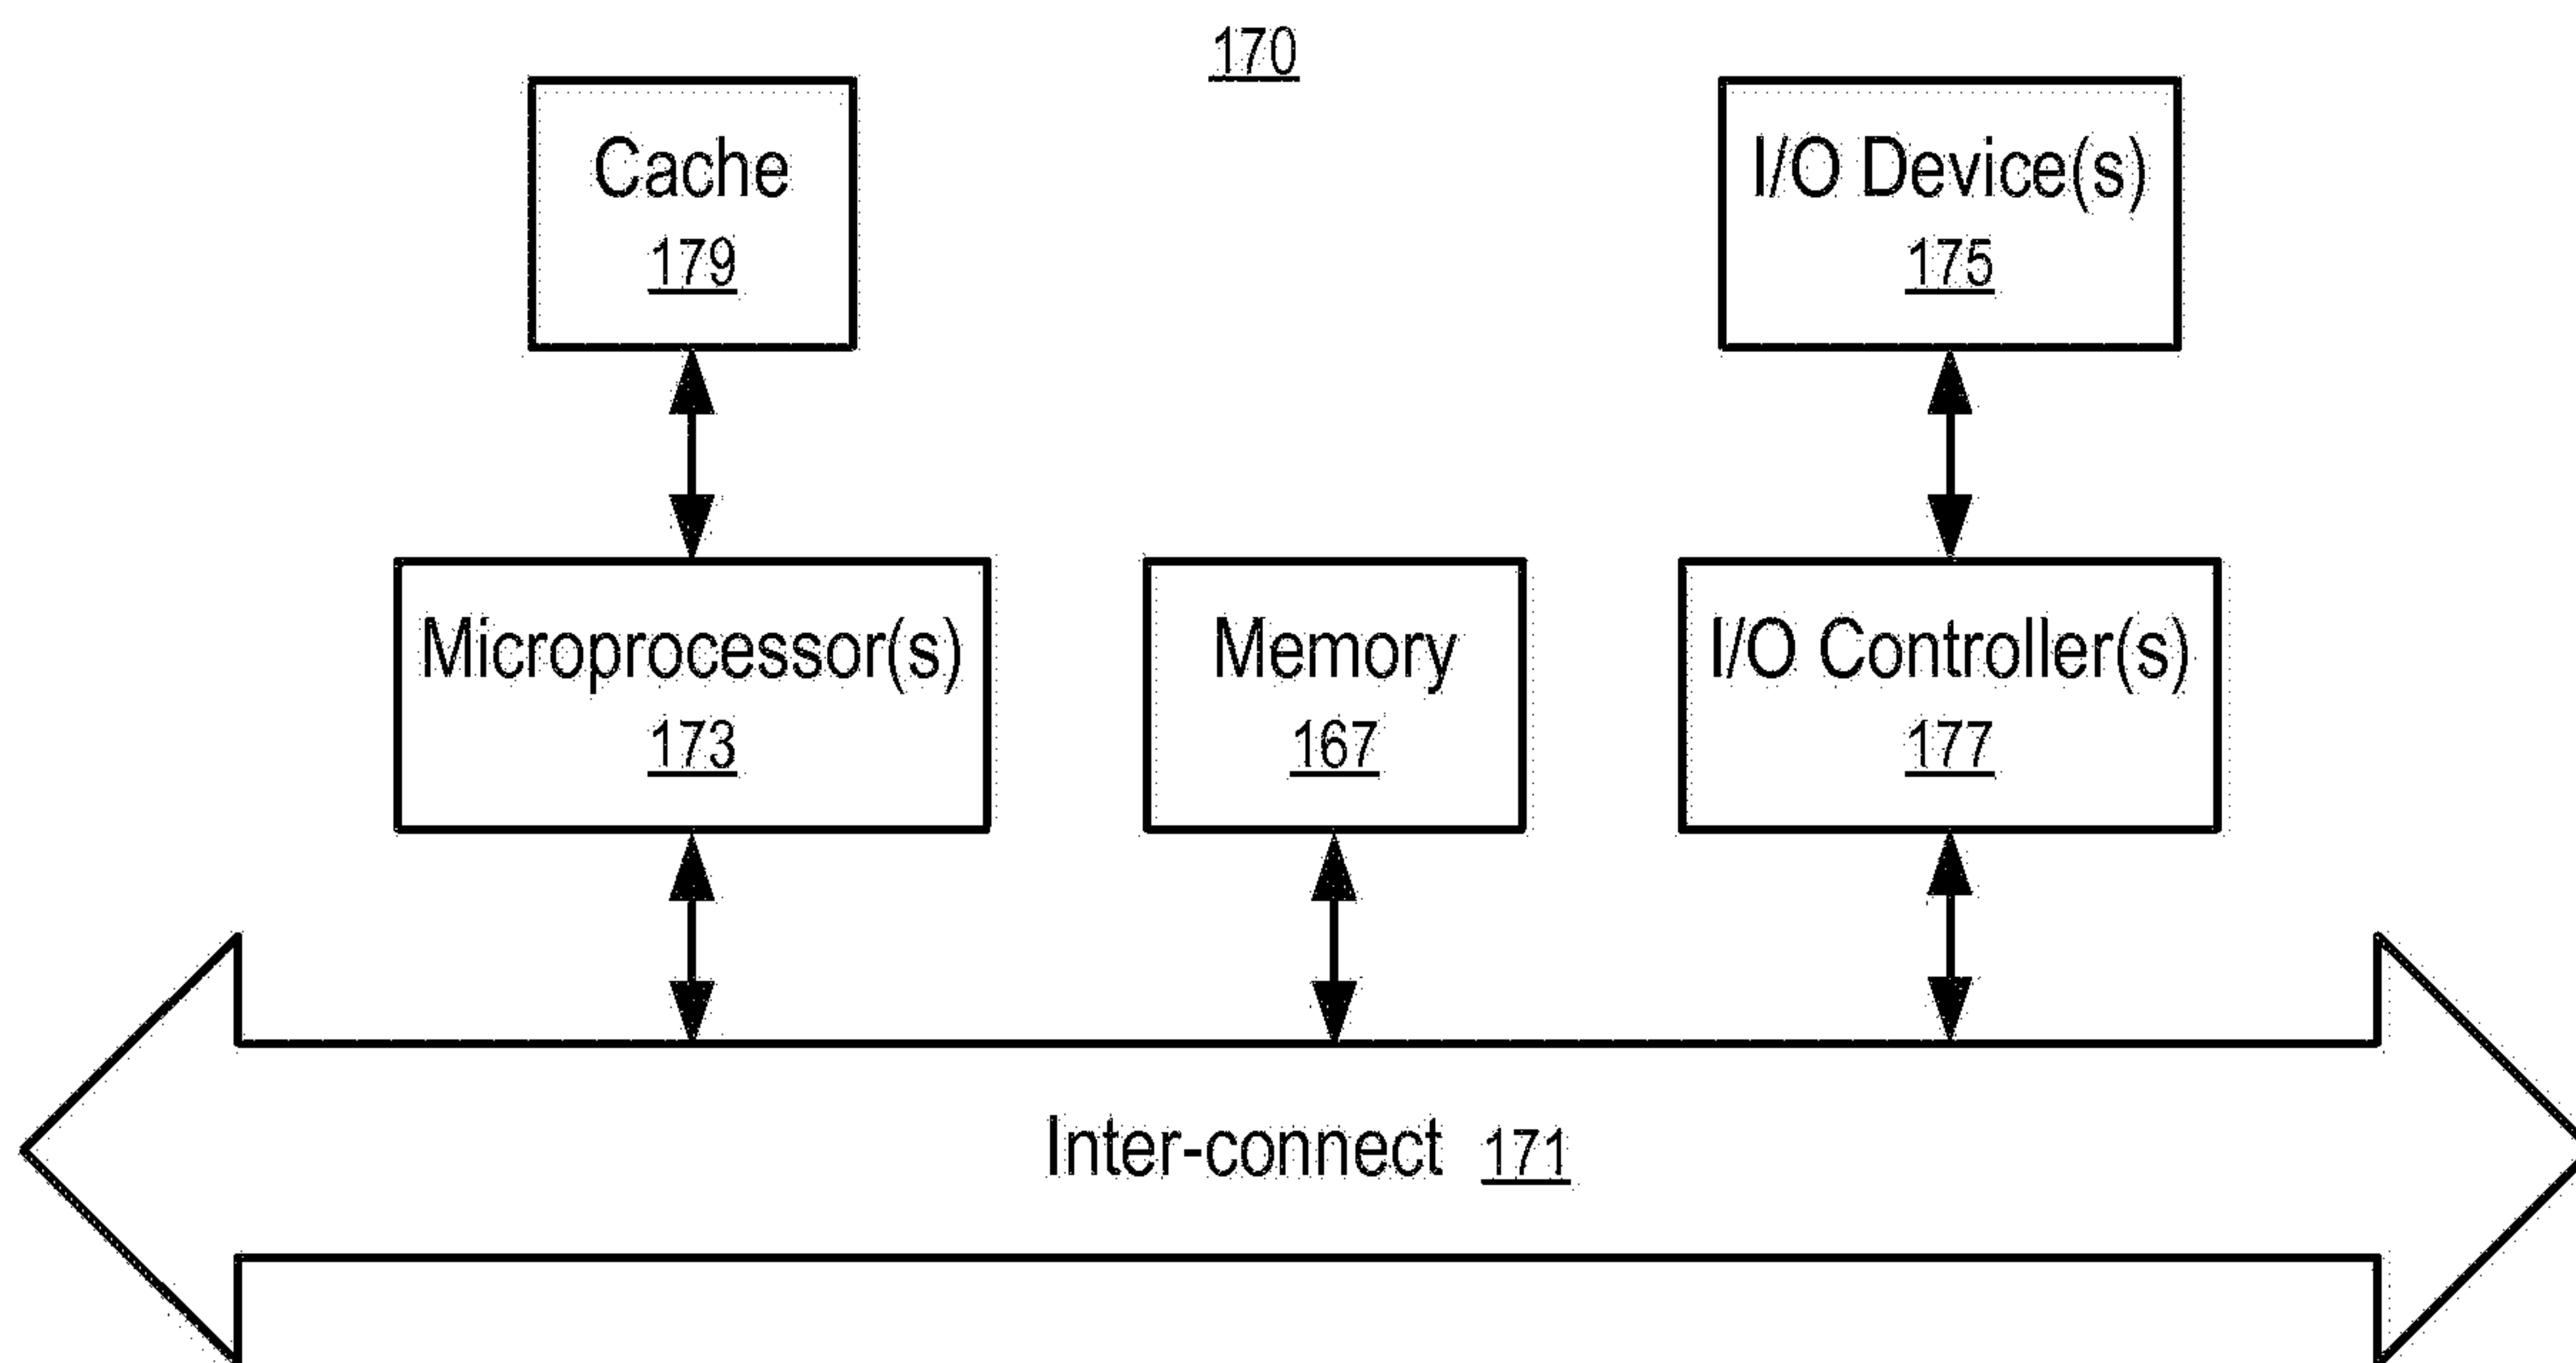 170
Cache
179
I/O Device(s)
175
Microprocessor(s)
173
Memory
167
I/O Controller(s)
177
Inter-connect 171